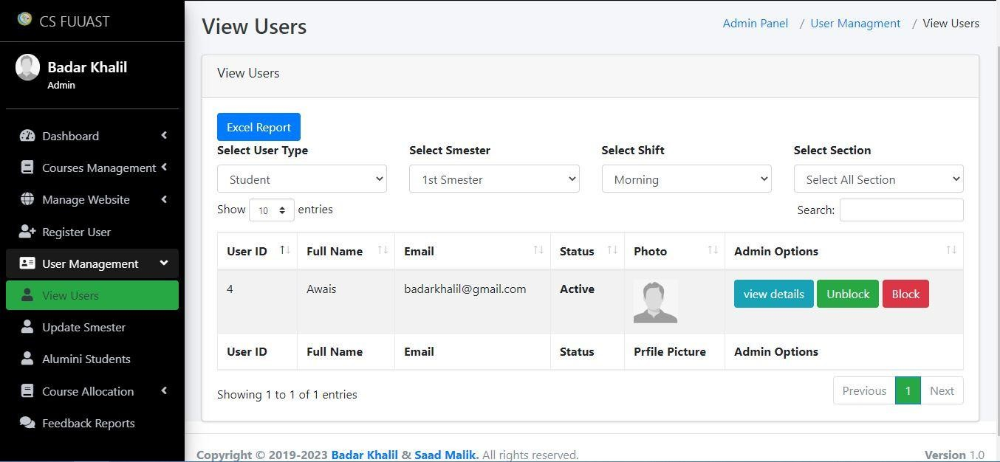 CS FUUAST
Badar Khalil
Admin
Dashboard
Courses Management
Manage Website
Register User
User Management
View Users
Update Smester
Alumini Students
Course Allocation
Feedback Reports
View Users
Admin Panel / User Managment / View Users
View Users
Excel Report
Select User Type Select Smester Select Shift Select Section
Student 1st Smester Morning Select All Section
Show 10 entries Search:
User ID Full Name Email Status Photo Admin Options
4 Awais badarkhalil@gmail.com Active view details Unblock Block
User ID Full Name Email Status Prfile Picture Admin Options
Showing 1 to 1 of 1 entries Previous 1 Next
Copyright © 2019-2023 Badar Khalil & Saad Malik. All rights reserved. Version 1.0